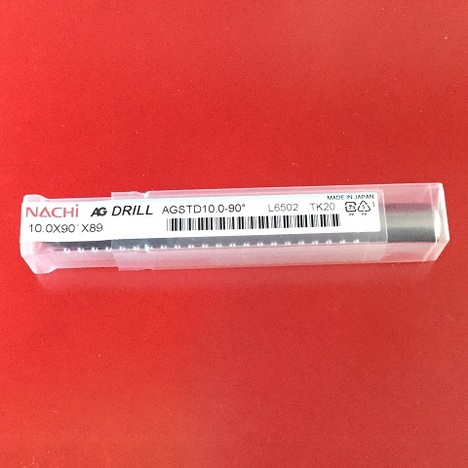 MADE IN JAPAN
NACHi AG DRILL AGSTD10.0-90° L6502 TK20
10.0X90°X89